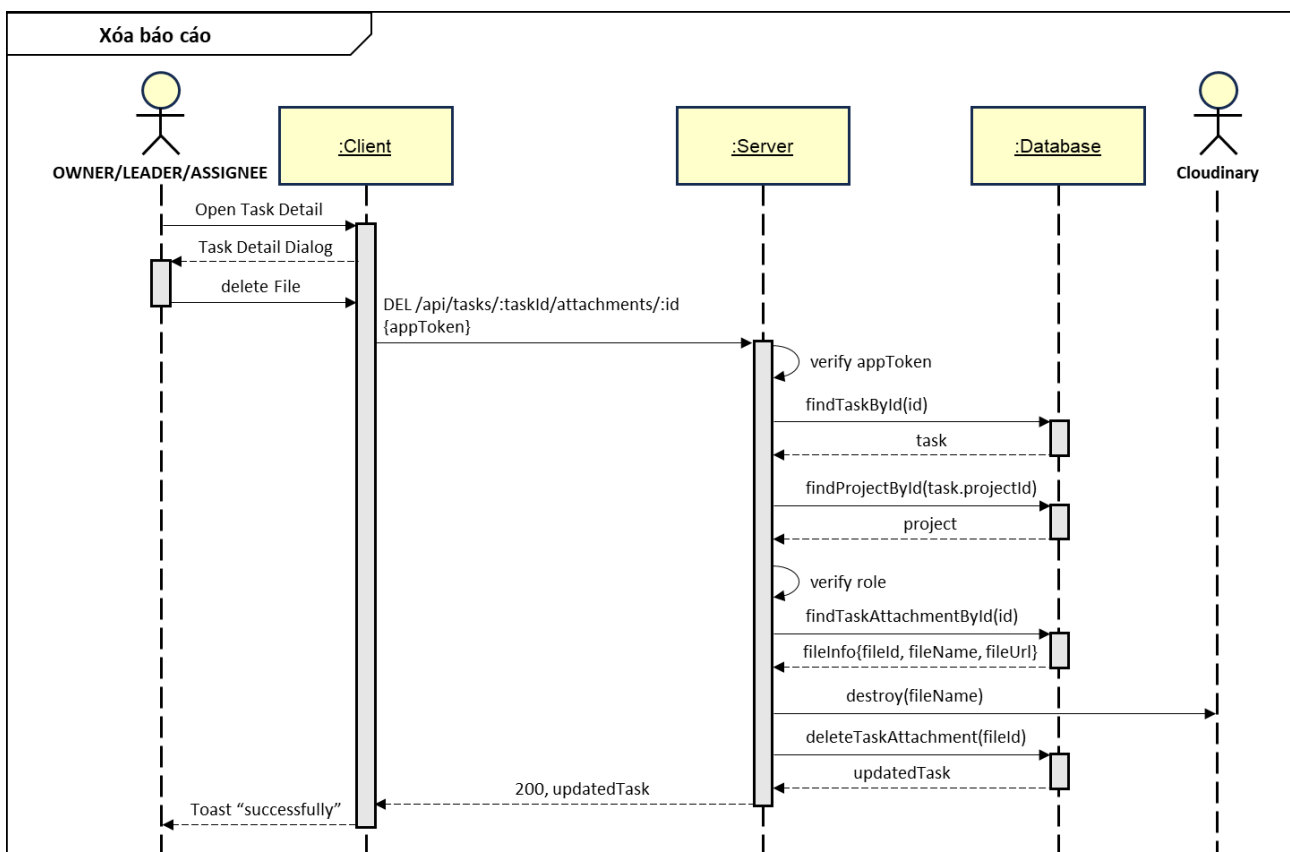 Xóa báo cáo
:Client
:Server
:Database
OWNER/LEADER/ASSIGNEE
Cloudinary
Open Task Detail
Task Detail Dialog
delete File
DEL /api/tasks/:taskId/attachments/:id
{appToken}
verify appToken
findTaskById(id)
task
findProjectById(task.projectId)
project
verify role
findTaskAttachmentById(id)
fileInfo{fileId, fileName, fileUrl}
destroy(fileName)
deleteTaskAttachment(fileId)
updatedTask
200, updatedTask
Toast “successfully”